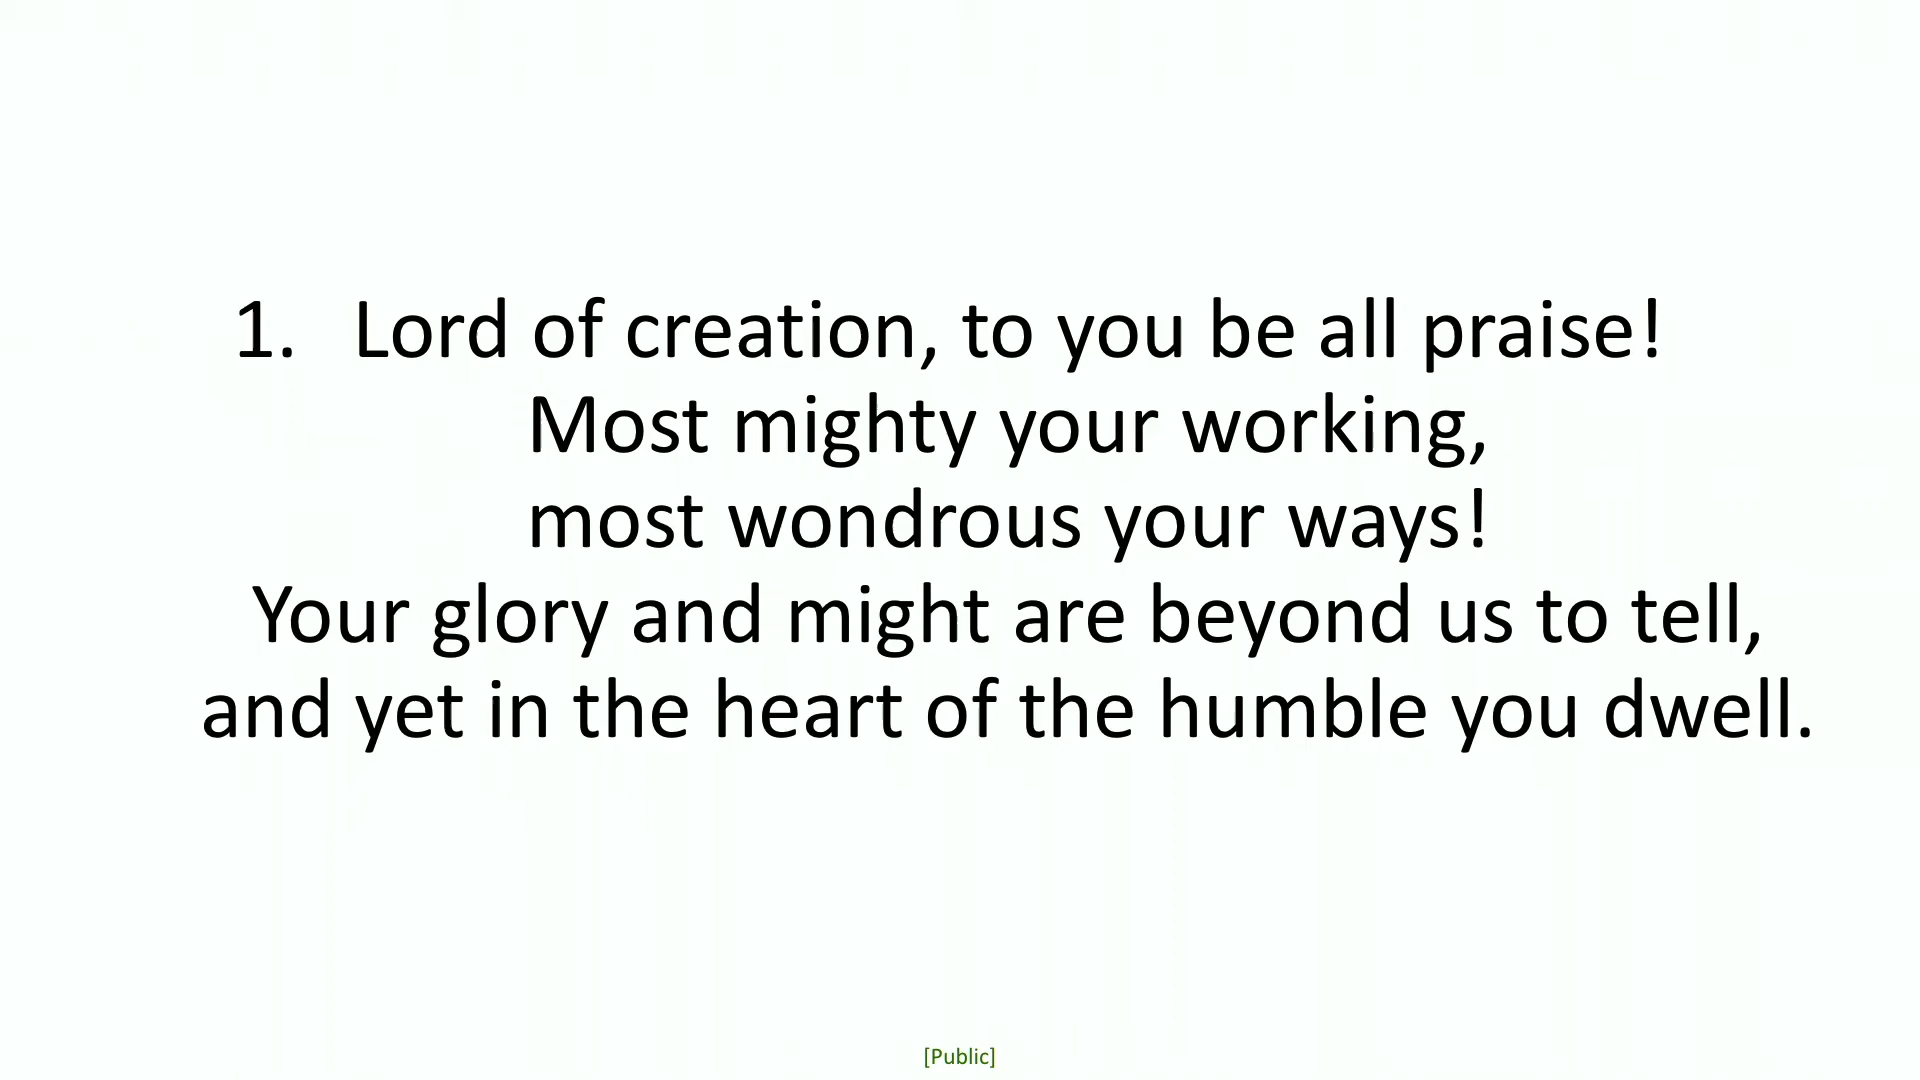 1. Lord of creation, to you be all praise!
Most mighty your working,
most wondrous your ways!
Your glory and might are beyond us to tell,
and yet in the heart of the humble you dwell.
[Public]